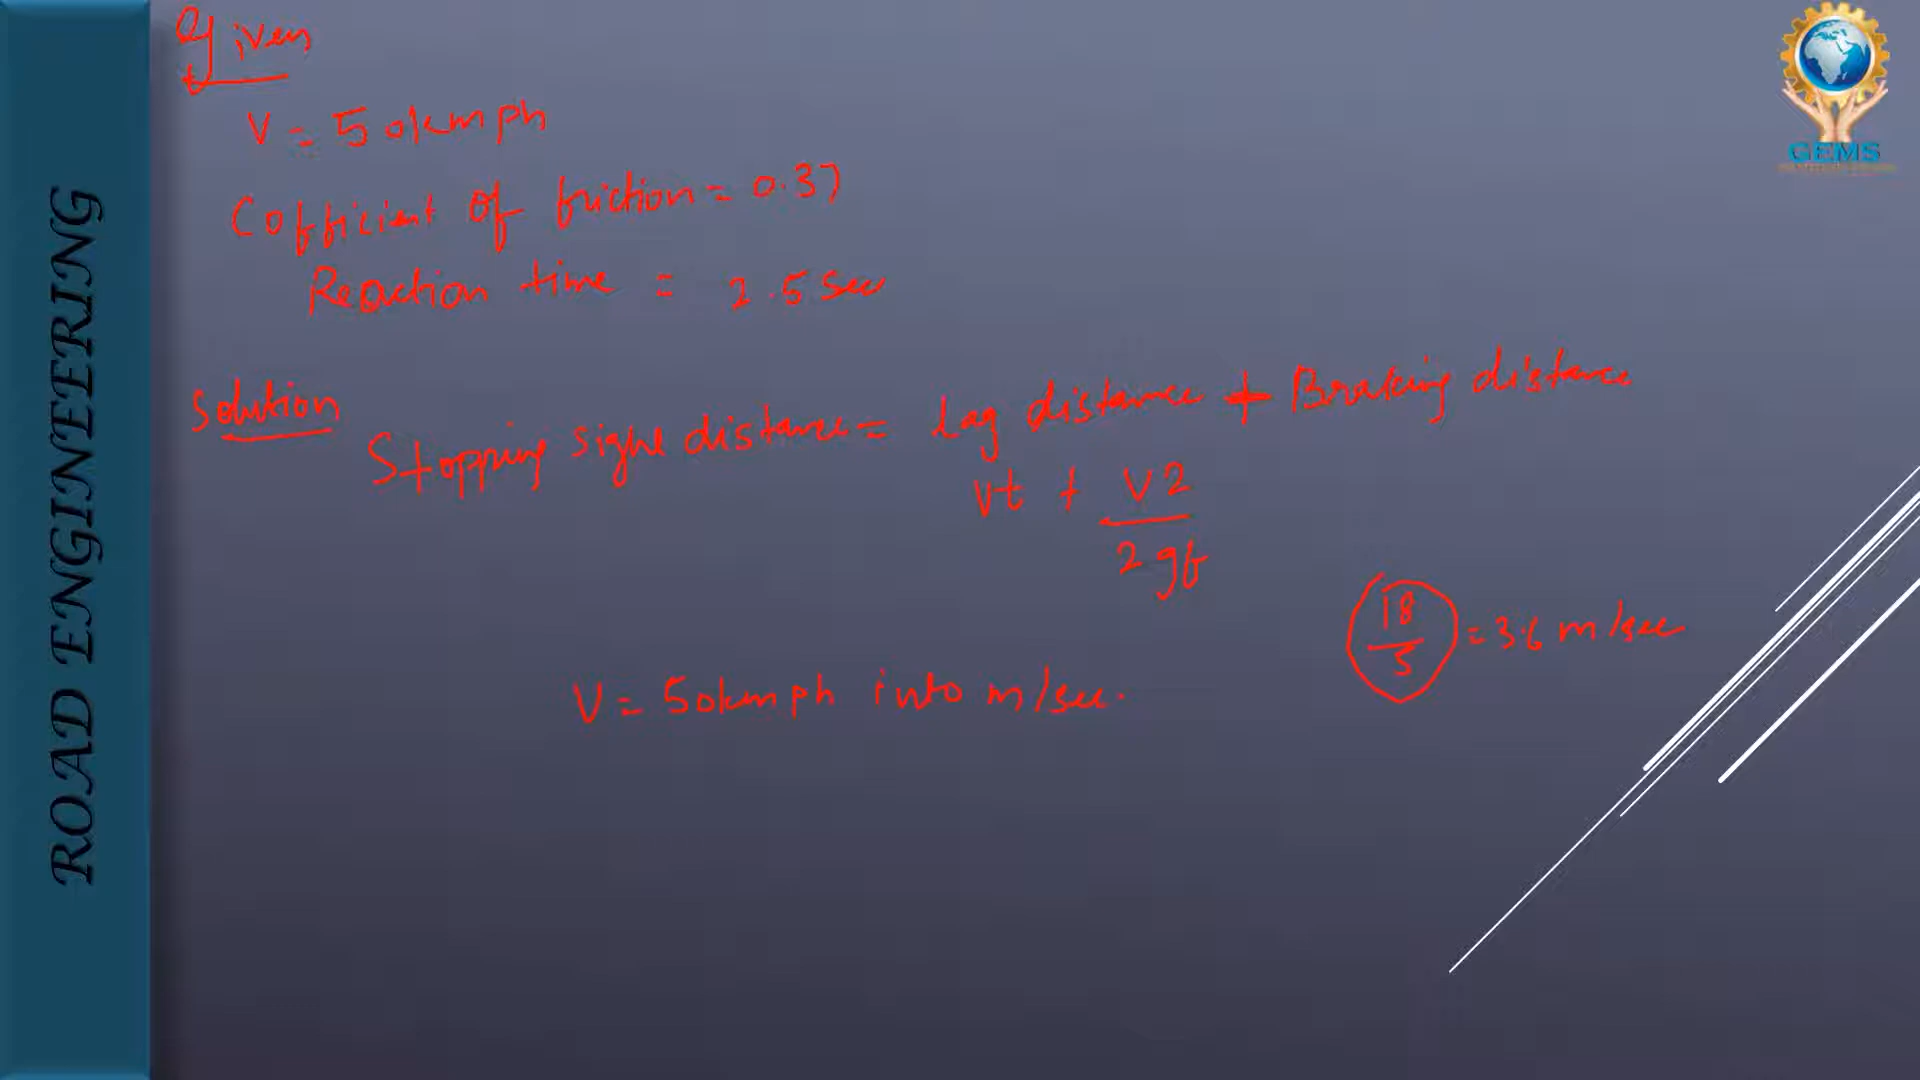 Given
V = 50kmph
Cofficient of friction = 0.37
Reaction time = 2.5 Sec
Solution
Stopping sight distance = lag distance + Braking distance
Vt + V2
2gf
18
5
= 3.6 m/sec
V = 50kmph into m/sec.
ROAD ENGINEERING
GEMS